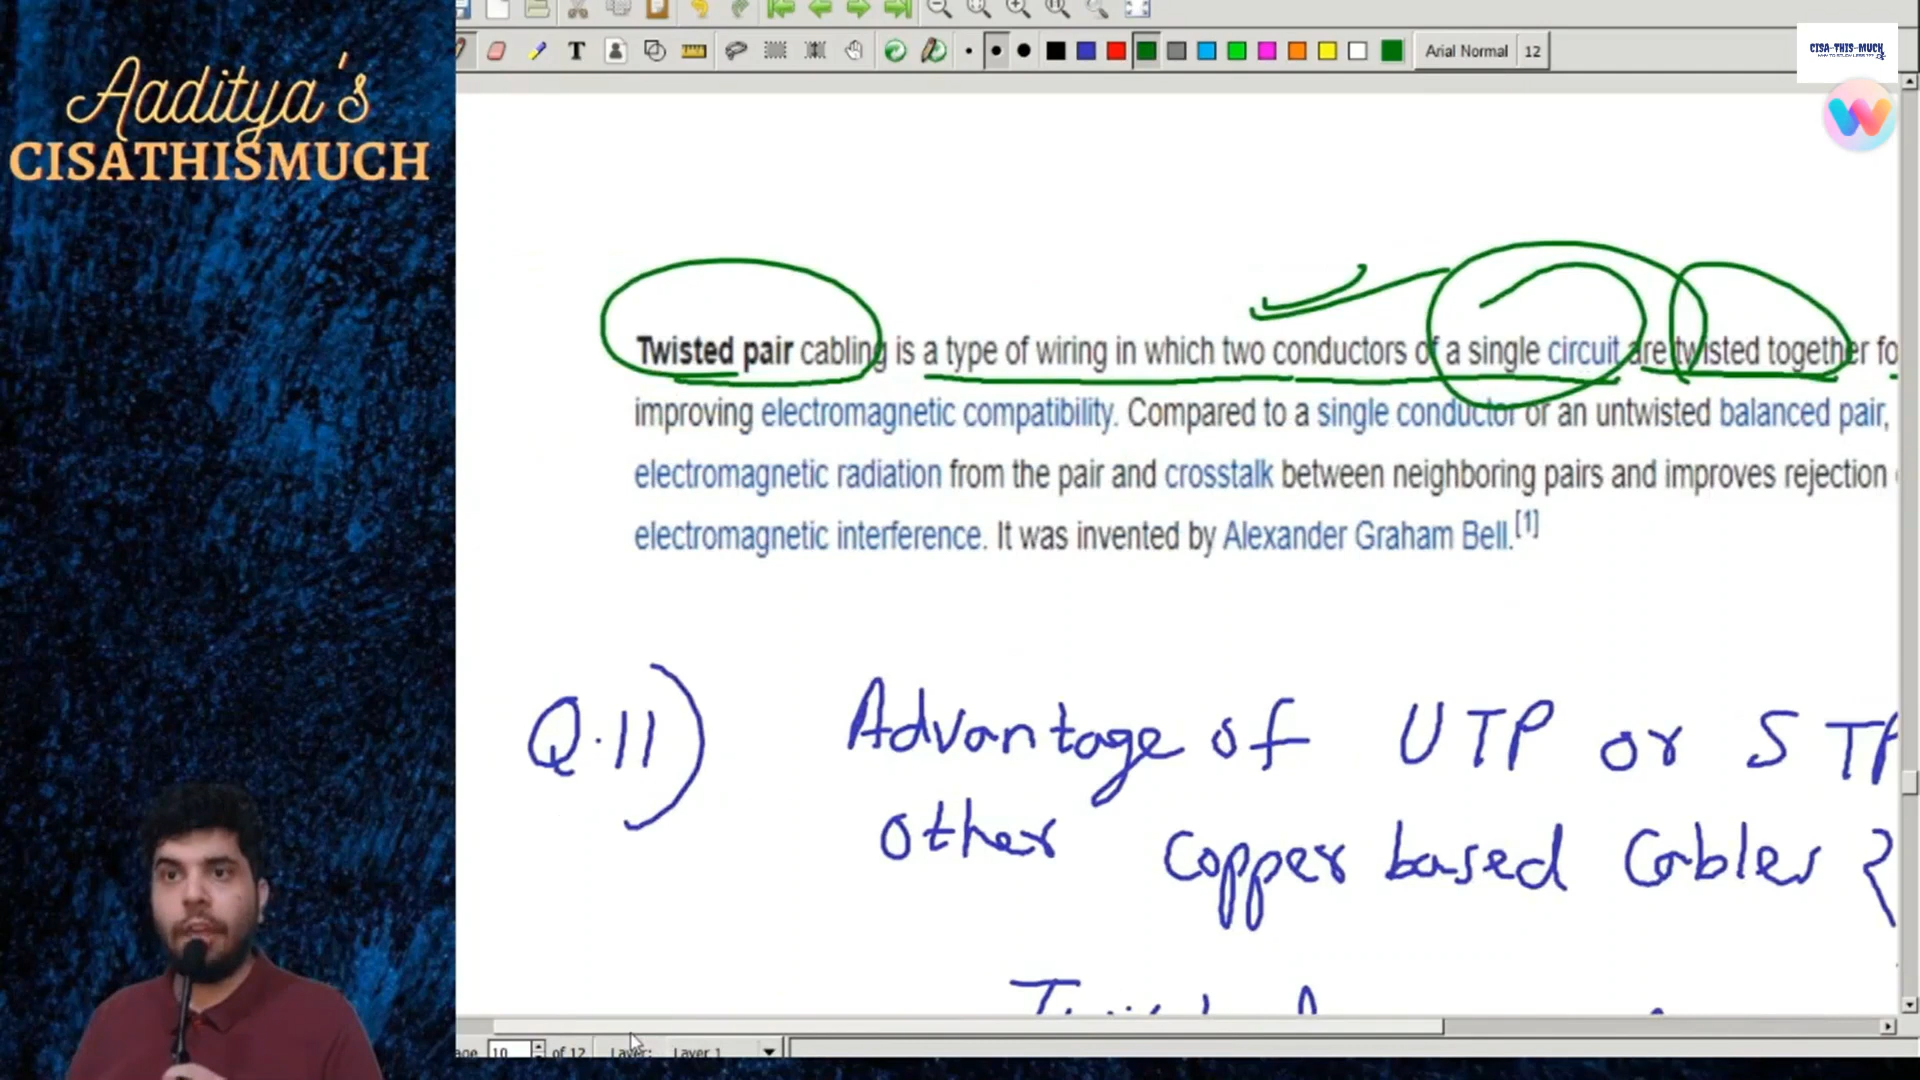 Aaditya's
CISATHISMUCH
T
Arial Normal 12
CISA-THIS-MUCH
Twisted pair cabling is a type of wiring in which two conductors of a single circuit are twisted together fo
improving electromagnetic compatibility. Compared to a single conductor or an untwisted balanced pair,
electromagnetic radiation from the pair and crosstalk between neighboring pairs and improves rejection
electromagnetic interference. It was invented by Alexander Graham Bell.[1]
Q.11) Advantage of UTP or STP
other Copper based Cables ?
10 of 12 Layer: Layer 1